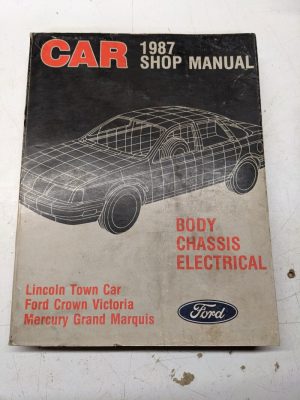 CAR 1987
SHOP MANUAL
BODY
CHASSIS
ELECTRICAL
Lincoln Town Car
Ford Crown Victoria
Mercury Grand Marquis
Ford